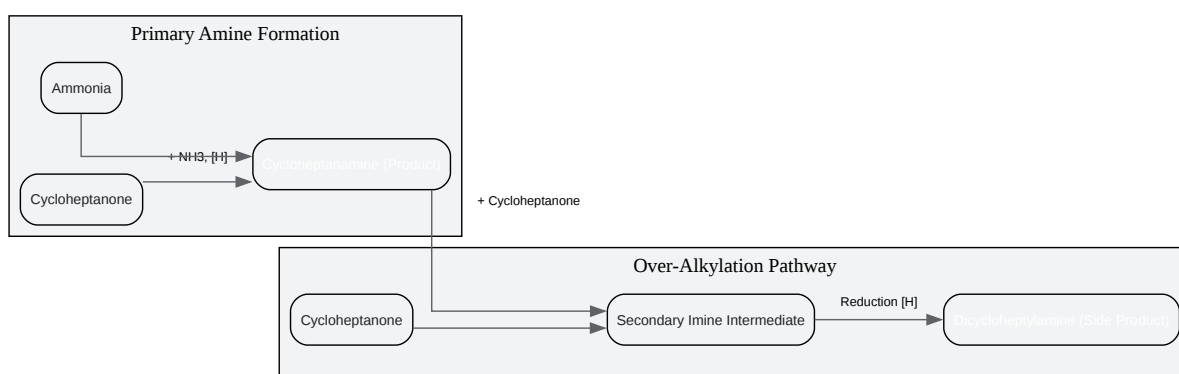 Primary Amine Formation
Ammonia
+ NH3, [H]
Cycloheptanamine (Product)
Cycloheptanone
+ Cycloheptanone
Over-Alkylation Pathway
Cycloheptanone
Secondary Imine Intermediate
Reduction [H]
Dicycloheptylamine (Side Product)